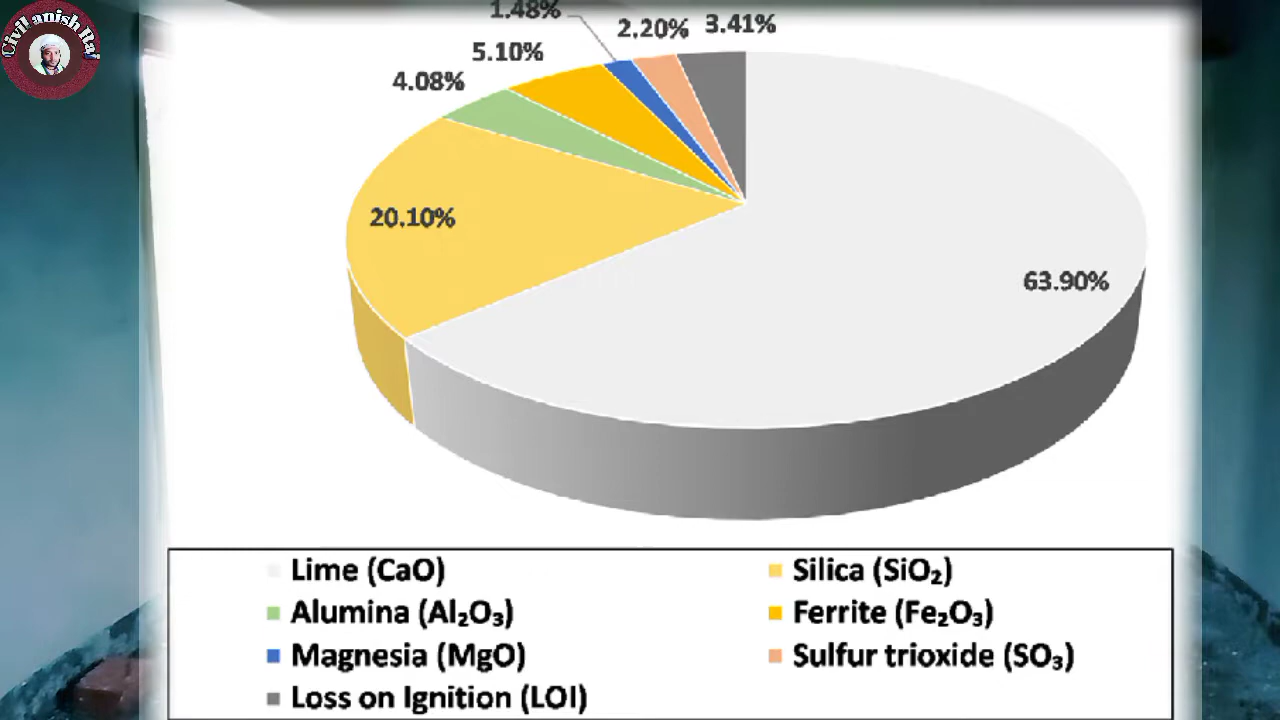 Civil anish Raj
1.48%
2.20%
3.41%
5.10%
4.08%
20.10%
63.90%
Lime (CaO)
Silica (SiO₂)
Alumina (Al₂O₃)
Ferrite (Fe₂O₃)
Magnesia (MgO)
Sulfur trioxide (SO₃)
Loss on Ignition (LOI)